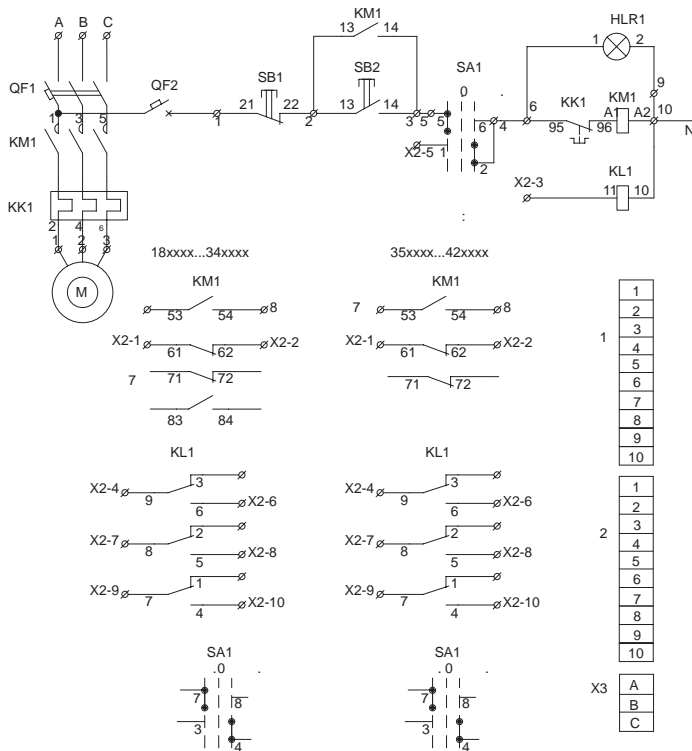 A B C
KM1
HLR1
13 14
1 2
QF1
QF2
SB1
SB2
SA1
0 .
9
1 3 5
21 22
13 14
6
KK1
KM1
10
1
2
3 5 5
6 4
95 96 A1 A2
N
KM1
X2-5 1
2
KL1
X2-3
11 10
KK1
2 4 6
1 2 3
:
M
18xxxx...34xxxx
35xxxx...42xxxx
KM1
KM1
53 54 8
7 53 54 8
X2-1 61 62 X2-2
X2-1 61 62 X2-2
7 71 72
71 72
83 84
KL1
KL1
X2-4 9 3
6 X2-6
X2-4 9 3
6 X2-6
X2-7 8 2
5 X2-8
X2-7 8 2
5 X2-8
X2-9 7 1
4 X2-10
X2-9 7 1
4 X2-10
SA1
.0 .
7 8
3 4
SA1
.0 .
7 8
3 4
1
1
2
3
4
5
6
7
8
9
10
2
1
2
3
4
5
6
7
8
9
10
X3
A
B
C